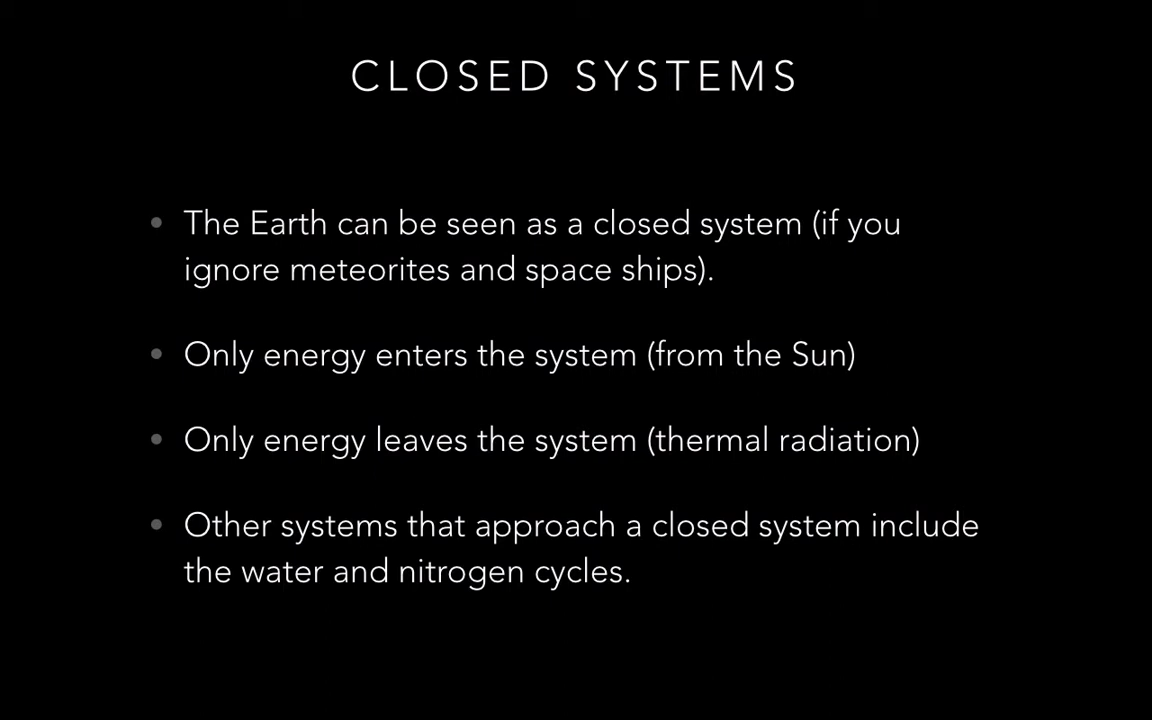 CLOSED SYSTEMS
• The Earth can be seen as a closed system (if you
ignore meteorites and space ships).
• Only energy enters the system (from the Sun)
• Only energy leaves the system (thermal radiation)
• Other systems that approach a closed system include
the water and nitrogen cycles.